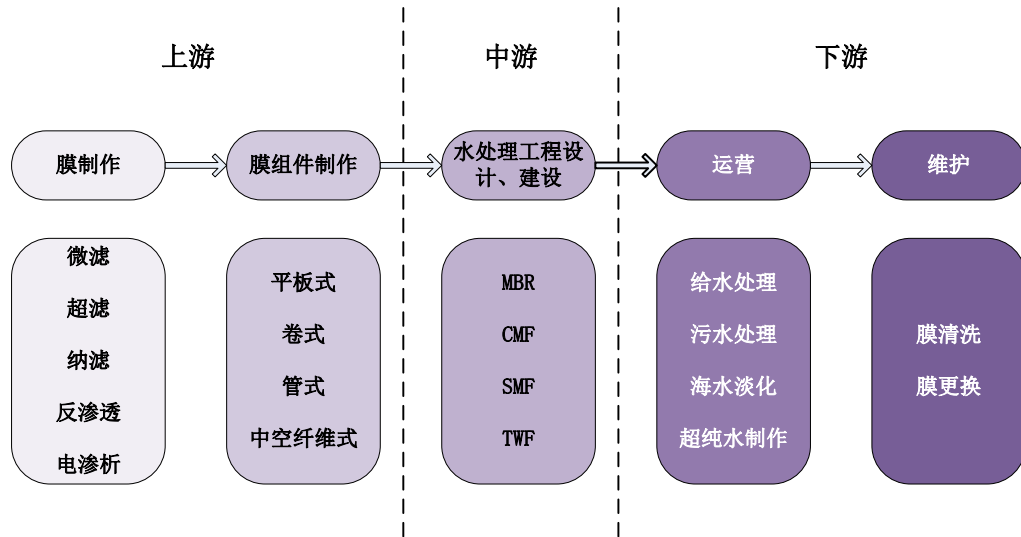 上游
中游
下游
膜制作
膜组件制作
水处理工程设
计、建设
运营
维护
微滤
超滤
纳滤
反渗透
电渗析
平板式
卷式
管式
中空纤维式
MBR
CMF
SMF
TWF
给水处理
污水处理
海水淡化
超纯水制作
膜清洗
膜更换